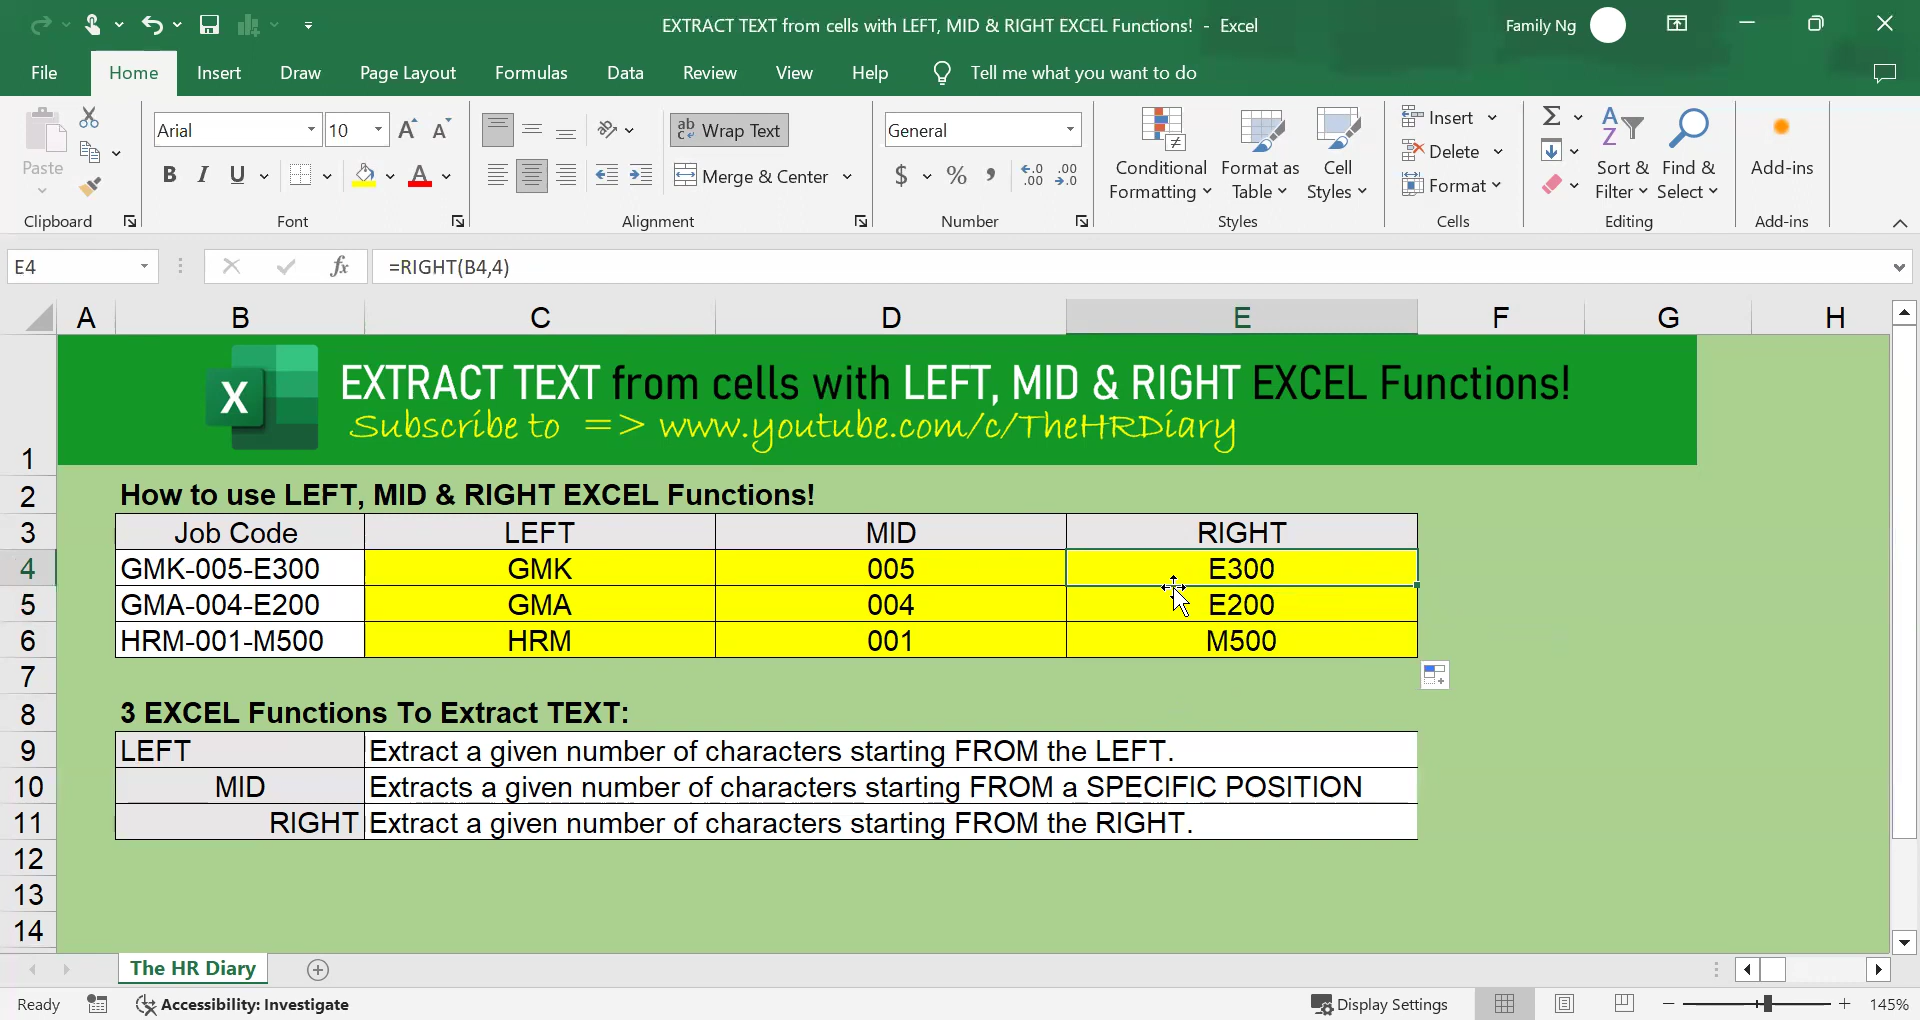 EXTRACT TEXT from cells with LEFT, MID & RIGHT EXCEL Functions! - Excel
Family Ng
File Home Insert Draw Page Layout Formulas Data Review View Help Tell me what you want to do
Paste
Arial 10
ab Wrap Text
General
Conditional Formatting
Format as Table
Cell Styles
Insert
Delete
Format
Sort & Filter
Find & Select
Add-ins
B I U A
Merge & Center
$ % 9
Clipboard Font Alignment Number Styles Cells Editing Add-ins
E4 fx =RIGHT(B4,4)
A B C D E F G H
X EXTRACT TEXT from cells with LEFT, MID & RIGHT EXCEL Functions!
Subscribe to => www.youtube.com/c/TheHRDiary
1
2 How to use LEFT, MID & RIGHT EXCEL Functions!
3 Job Code LEFT MID RIGHT
4 GMK-005-E300 GMK 005 E300
5 GMA-004-E200 GMA 004 E200
6 HRM-001-M500 HRM 001 M500
7
8 3 EXCEL Functions To Extract TEXT:
9 LEFT Extract a given number of characters starting FROM the LEFT.
10 MID Extracts a given number of characters starting FROM a SPECIFIC POSITION
11 RIGHT Extract a given number of characters starting FROM the RIGHT.
12
13
14
The HR Diary
Ready Accessibility: Investigate Display Settings 145%